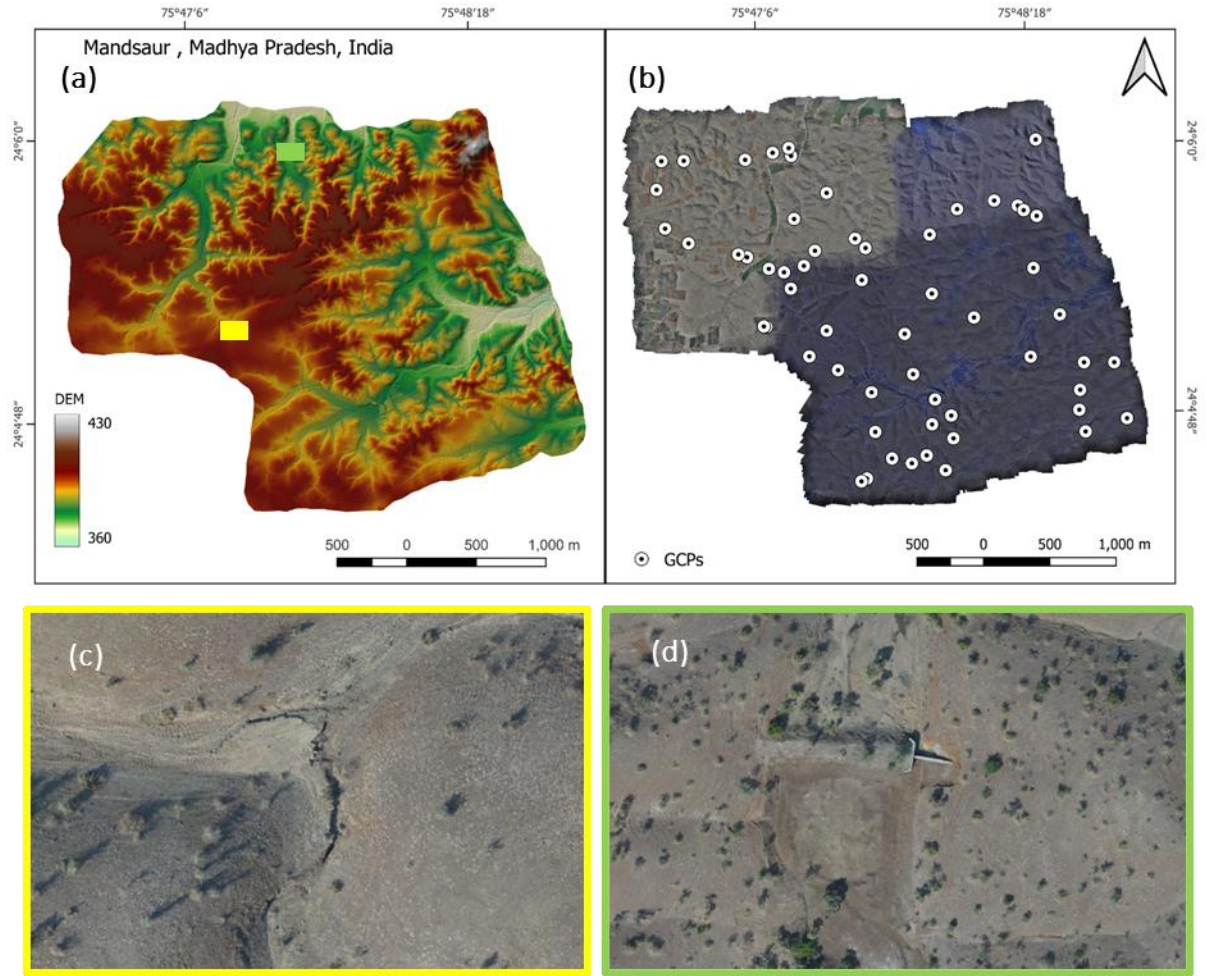 75°47'6" 75°48'18" 75°47'6" 75°48'18"
Mandsaur , Madhya Pradesh, India
(a)
(b)
24°6'0"
24°6'0"
DEM
430
360
24°4'48"
24°4'48"
500 0 500 1,000 m
GCPs
500 0 500 1,000 m
(c)
(d)